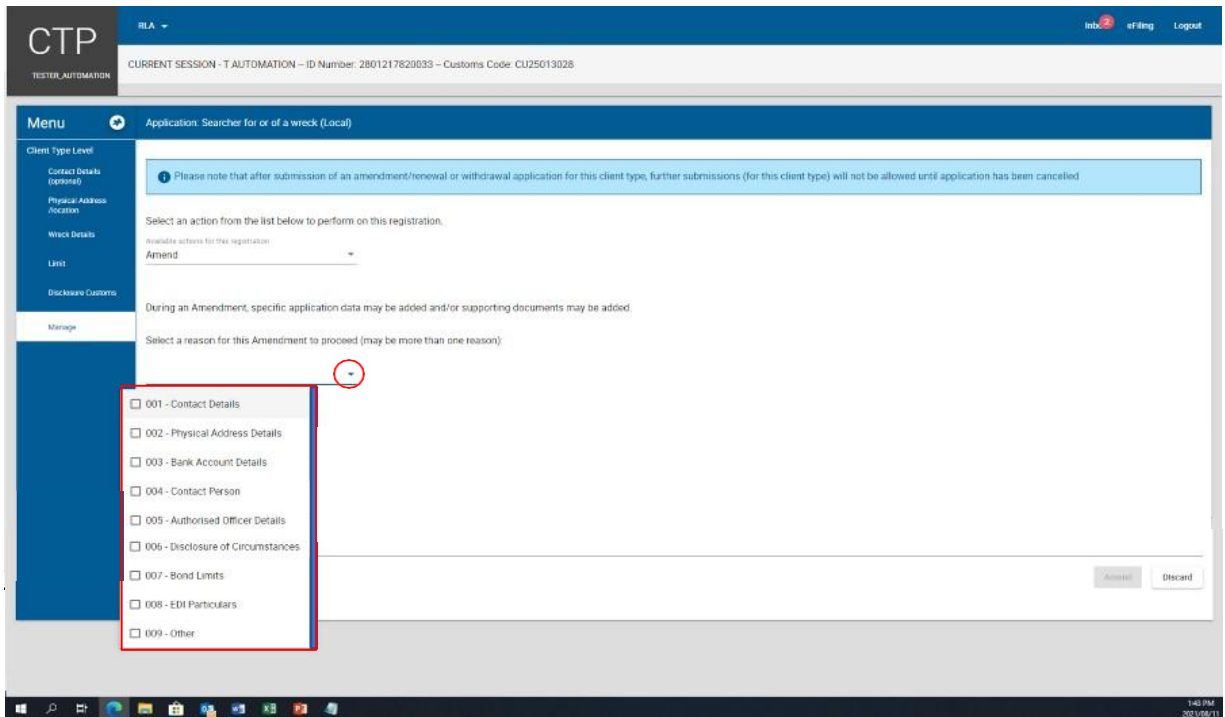 CTP
TESTER_AUTOMATION
RLA
2
eFiling
Logout
CURRENT SESSION - T AUTOMATION – ID Number: 2801217820033 – Customs Code: CU25013028
Menu
Application: Searcher for or of a wreck (Local)
Client Type Level
Contact Details
(optional)
Physical Address
/location
Wreck Details
Limit
Disclosure Customs
Manage
Please note that after submission of an amendment/renewal or withdrawal application for this client type, further submissions (for this client type) will not be allowed until application has been cancelled
Select an action from the list below to perform on this registration.
Available actions for this registration
Amend
During an Amendment, specific application data may be added and/or supporting documents may be added.
Select a reason for this Amendment to proceed (may be more than one reason):
001 - Contact Details
002 - Physical Address Details
003 - Bank Account Details
004 - Contact Person
005 - Authorised Officer Details
006 - Disclosure of Circumstances
007 - Bond Limits
008 - EDI Particulars
009 - Other
Amend
Discard
1:43 PM
2021/08/11